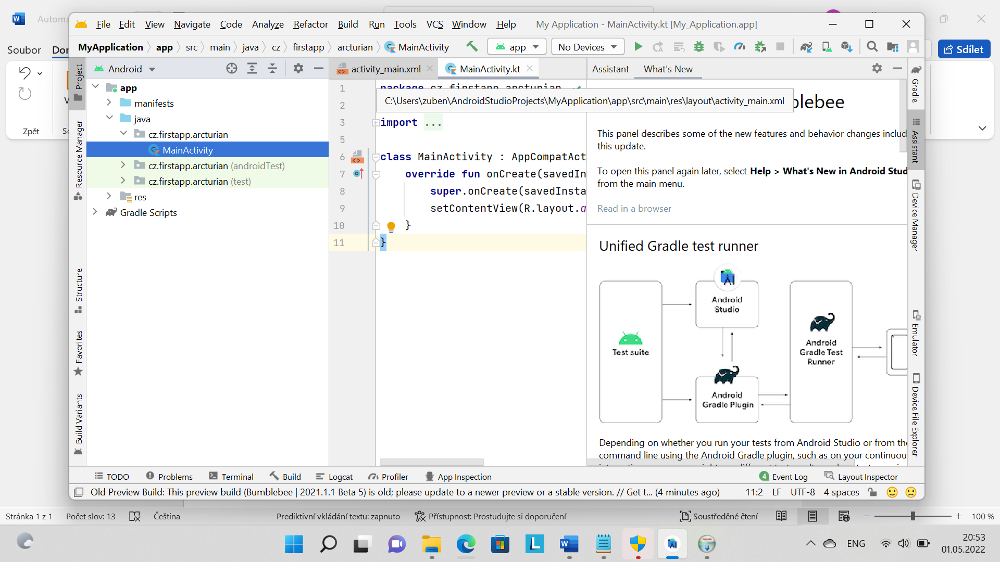 Automa
File Edit View Navigate Code Analyze Refactor Build Run Tools VCS Window Help My Application - MainActivity.kt [My_Application.app]
Soubor
Sdílet
MyApplication app src main java cz firstapp arcturian MainActivity app No Devices
Android
activity_main.xml
MainActivity.kt
Assistant What's New
Project
Resource Manager
Structure
Favorites
Build Variants
Zpět
app
manifests
java
cz.firstapp.arcturian
MainActivity
cz.firstapp.arcturian (androidTest)
cz.firstapp.arcturian (test)
res
Gradle Scripts
1 package cz.firstapp.arcturian
C:\Users\zuben\AndroidStudioProjects\MyApplication\app\src\main\res\layout\activity_main.xml
2
3 import ...
5
6 class MainActivity : AppCompatAct
7 override fun onCreate(savedIn
8 super.onCreate(savedInsta
9 setContentView(R.layout.a
10 }
11 }
blebee
This panel describes some of the new features and behavior changes includ
this update.
To open this panel again later, select Help > What's New in Android Stud
from the main menu.
Read in a browser
Unified Gradle test runner
Test suite
Android
Studio
Android
Gradle Plugin
Android
Gradle Test
Runner
Depending on whether you run your tests from Android Studio or from the
command line using the Android Gradle plugin, such as on your continuou
Gradle
Assistant
Device Manager
Emulator
Device File Explorer
TODO Problems Terminal Build Logcat Profiler App Inspection 4 Event Log Layout Inspector
Old Preview Build: This preview build (Bumblebee | 2021.1.1 Beta 5) is old; please update to a newer preview or a stable version. // Get t... (4 minutes ago) 11:2 LF UTF-8 4 spaces
Stránka 1 z 1 Počet slov: 13 Čeština Prediktivní vkládání textu: zapnuto Přístupnost: Prostudujte si doporučení Soustředěné čtení 100 %
ENG
20:53
01.05.2022